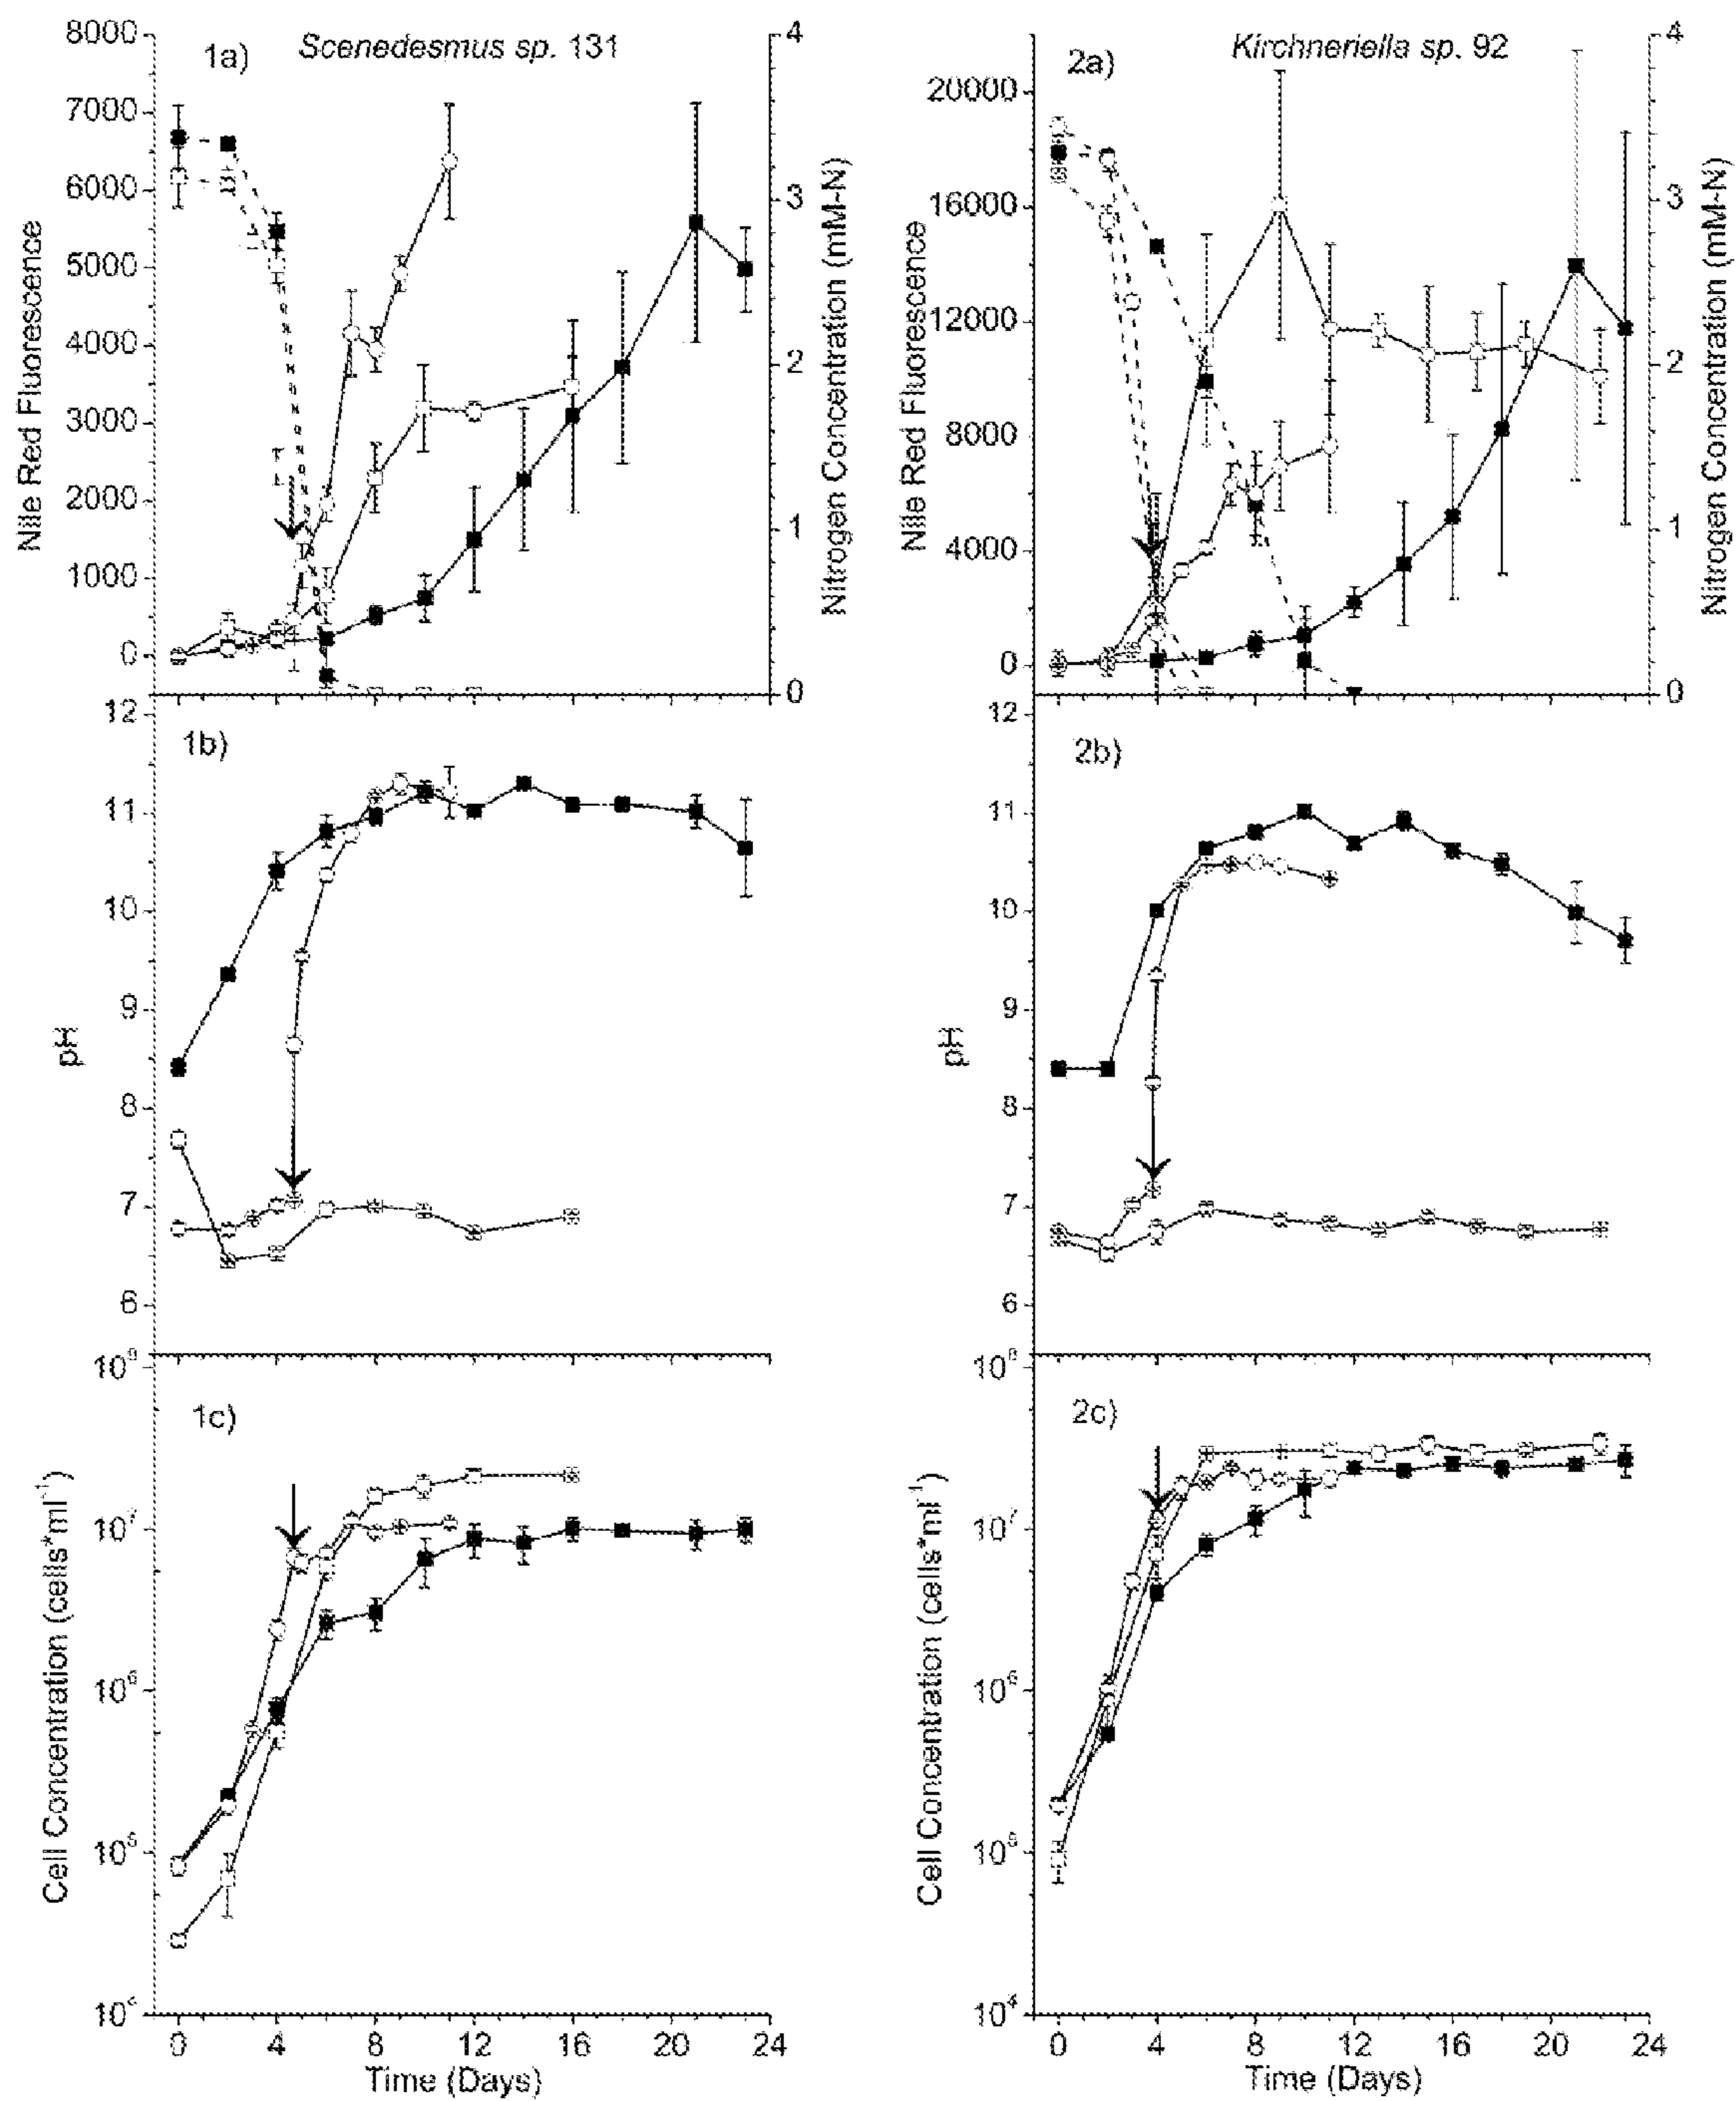 1a) Scenedesmus sp. 131
8000
7000
6000
5000
4000
3000
2000
1000
0
Nile Red Fluorescence
4
3
2
1
0
Nitrogen Concentration (mM-N)
2a) Kirchneriella sp. 92
20000
16000
12000
8000
4000
0
Nile Red Fluorescence
4
3
2
1
0
Nitrogen Concentration (mM-N)
1b)
12
11
10
9
8
7
6
pH
2b)
12
11
10
9
8
7
6
pH
1c)
10⁷
10⁶
10⁵
10⁴
Cell Concentration (cells*ml⁻¹)
0 4 8 12 16 20 24
Time (Days)
2c)
10⁸
10⁷
10⁶
10⁵
10⁴
Cell Concentration (cells*ml⁻¹)
0 4 8 12 16 20 24
Time (Days)